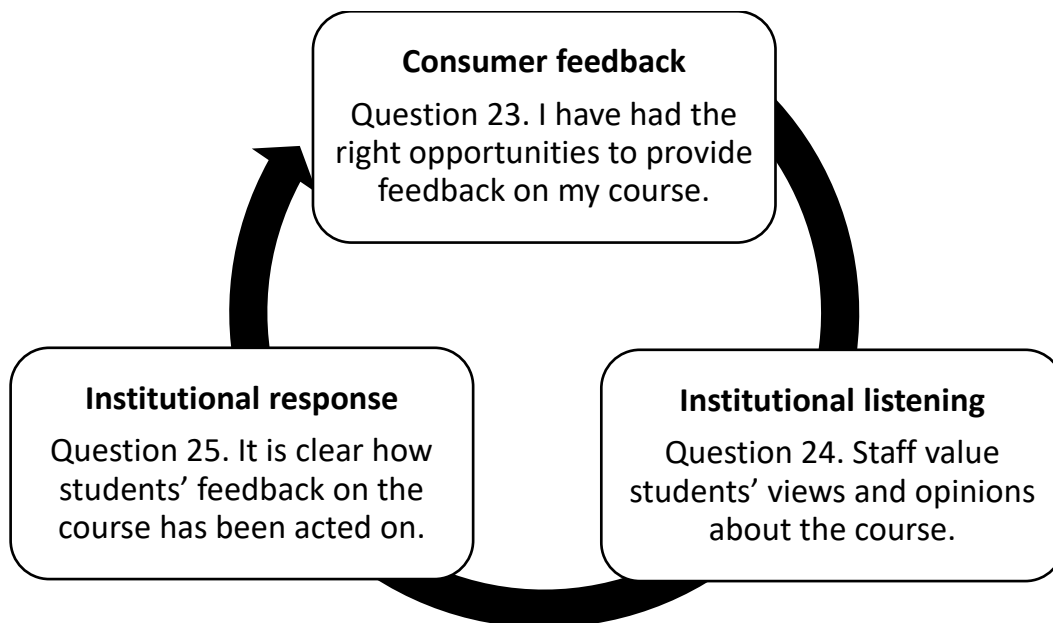 Consumer feedback
Question 23. I have had the
right opportunities to provide
feedback on my course.
Institutional response
Question 25. It is clear how
students’ feedback on the
course has been acted on.
Institutional listening
Question 24. Staff value
students’ views and opinions
about the course.